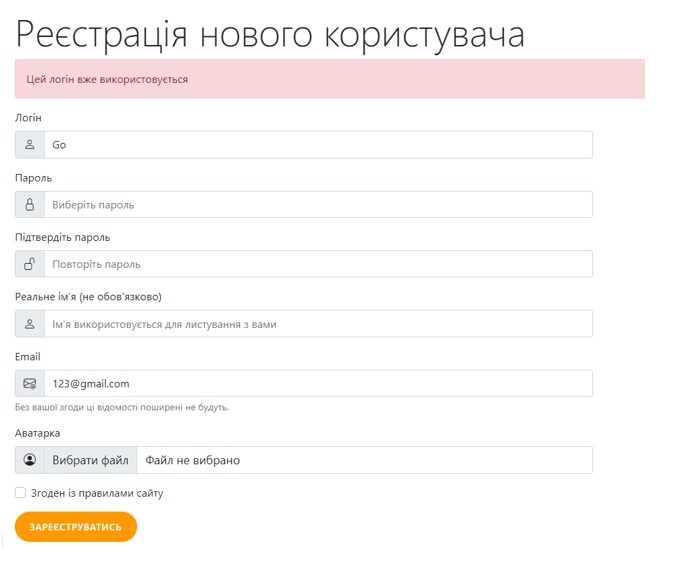 Реєстрація нового користувача
Цей логін вже використовується
Логін
Go
Пароль
Виберіть пароль
Підтвердіть пароль
Повторіть пароль
Реальне ім'я (не обов'язково)
Ім'я використовується для листування з вами
Email
123@gmail.com
Без вашої згоди ці відомості поширені не будуть.
Аватарка
Вибрати файл Файл не вибрано
Згоден із правилами сайту
ЗАРЕЄСТРУВАТИСЬ